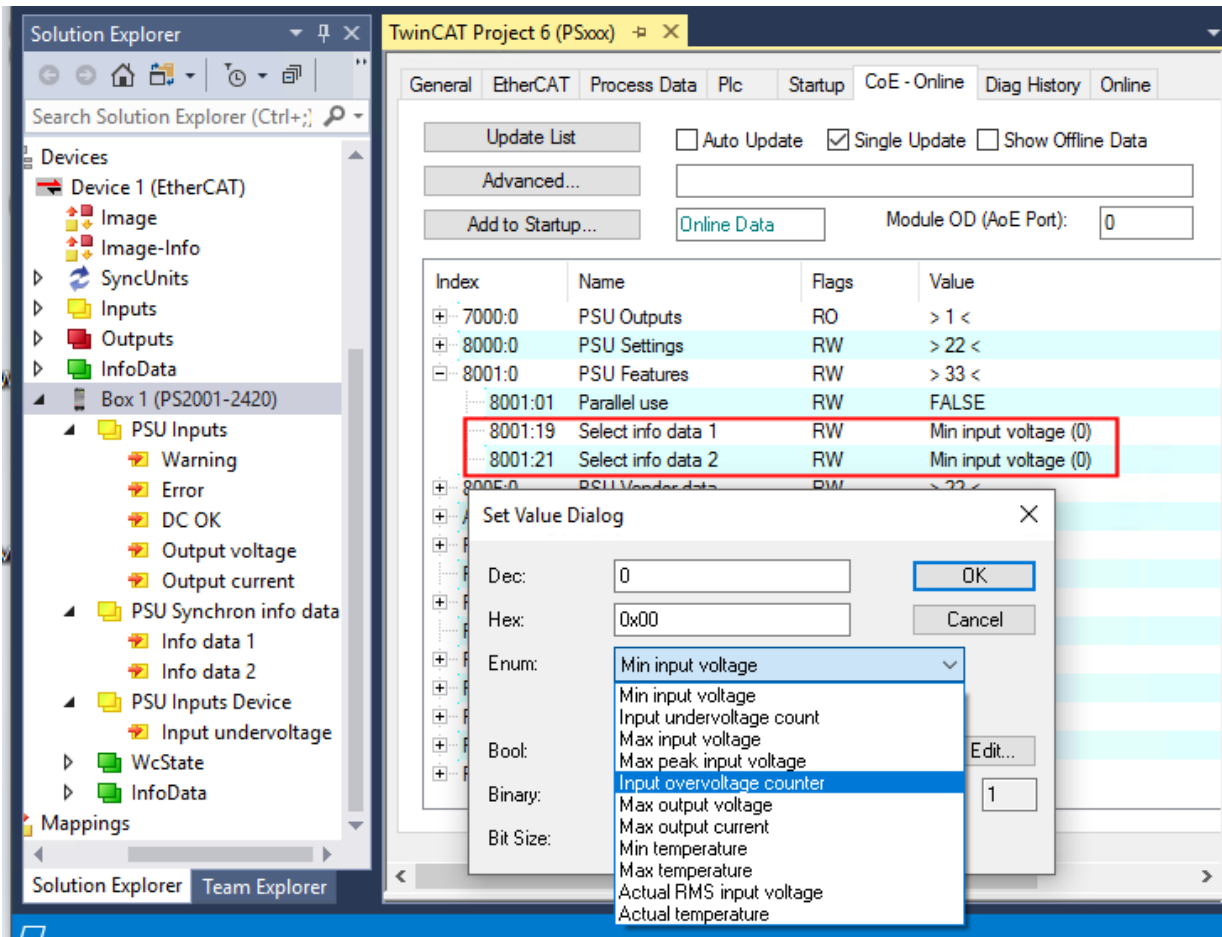 Solution Explorer
Search Solution Explorer (Ctrl+;)
Devices
Device 1 (EtherCAT)
Image
Image-Info
SyncUnits
Inputs
Outputs
InfoData
Box 1 (PS2001-2420)
PSU Inputs
Warning
Error
DC OK
Output voltage
Output current
PSU Synchron info data
Info data 1
Info data 2
PSU Inputs Device
Input undervoltage
WcState
InfoData
Mappings
Solution Explorer Team Explorer
TwinCAT Project 6 (PSxxx)
General EtherCAT Process Data Plc Startup CoE - Online Diag History Online
Update List Auto Update Single Update Show Offline Data
Advanced...
Add to Startup... Online Data Module OD (AoE Port): 0
Index Name Flags Value
7000:0 PSU Outputs RO > 1 <
8000:0 PSU Settings RW > 22 <
8001:0 PSU Features RW > 33 <
8001:01 Parallel use RW FALSE
8001:19 Select info data 1 RW Min input voltage (0)
8001:21 Select info data 2 RW Min input voltage (0)
Set Value Dialog
Dec: 0 OK
Hex: 0x00 Cancel
Enum: Min input voltage
Min input voltage
Input undervoltage count
Max input voltage
Bool: Edit...
Max peak input voltage
Input overvoltage counter
Binary: 1
Max output voltage
Max output current
Bit Size:
Min temperature
Max temperature
Actual RMS input voltage
Actual temperature